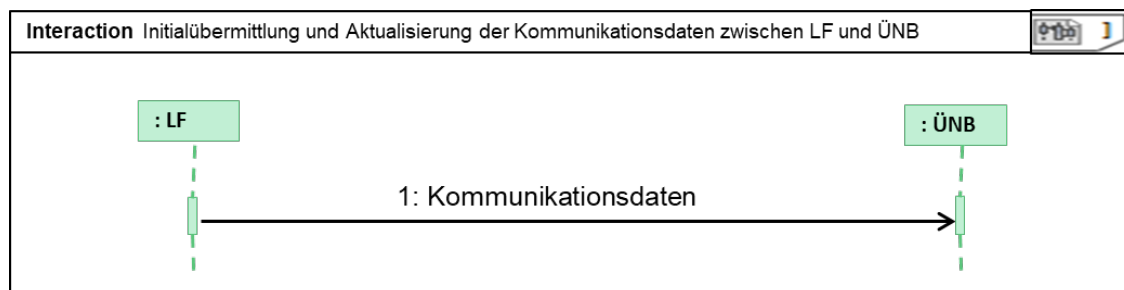 Interaction Initialübermittlung und Aktualisierung der Kommunikationsdaten zwischen LF und ÜNB
: LF
: ÜNB
1: Kommunikationsdaten